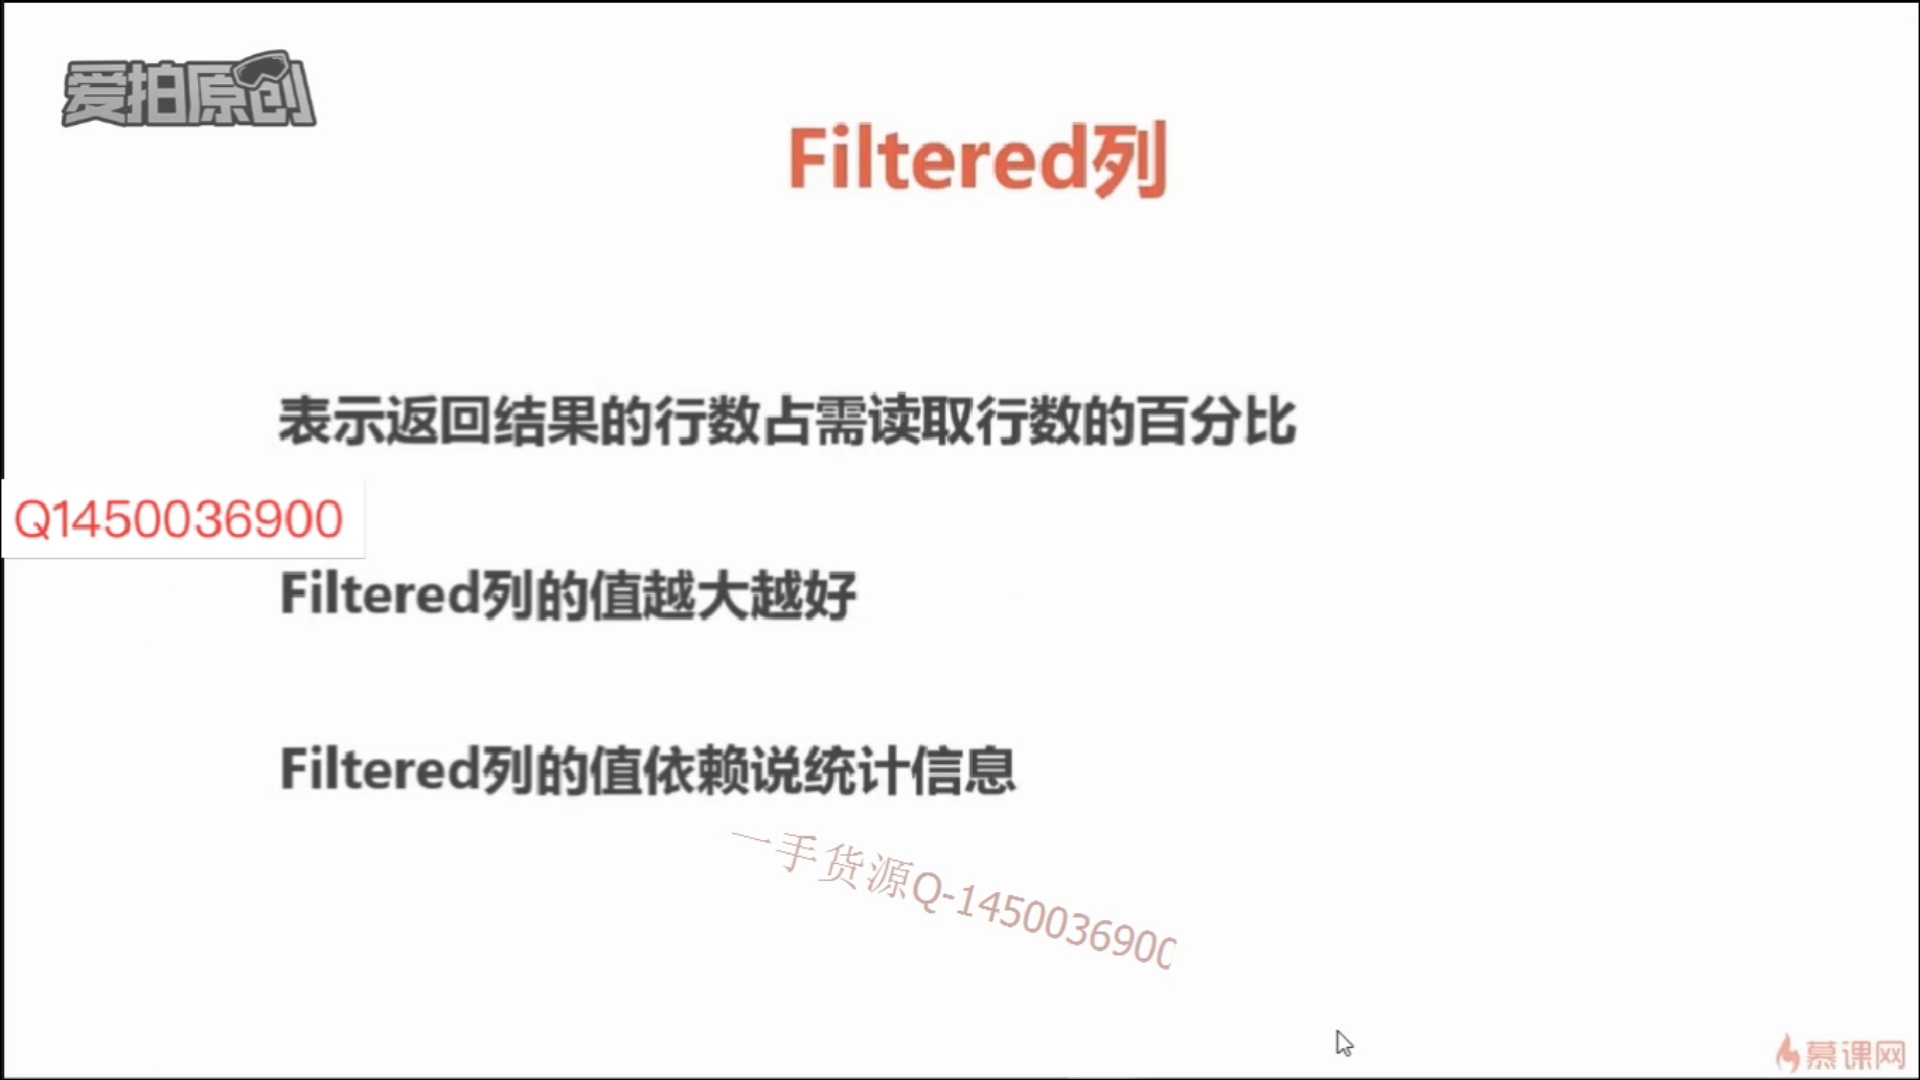 爱拍原创
Filtered列
表示返回结果的行数占需读取行数的百分比
Q1450036900
Filtered列的值越大越好
Filtered列的值依赖说统计信息
一手货源Q-1450036900
慕课网